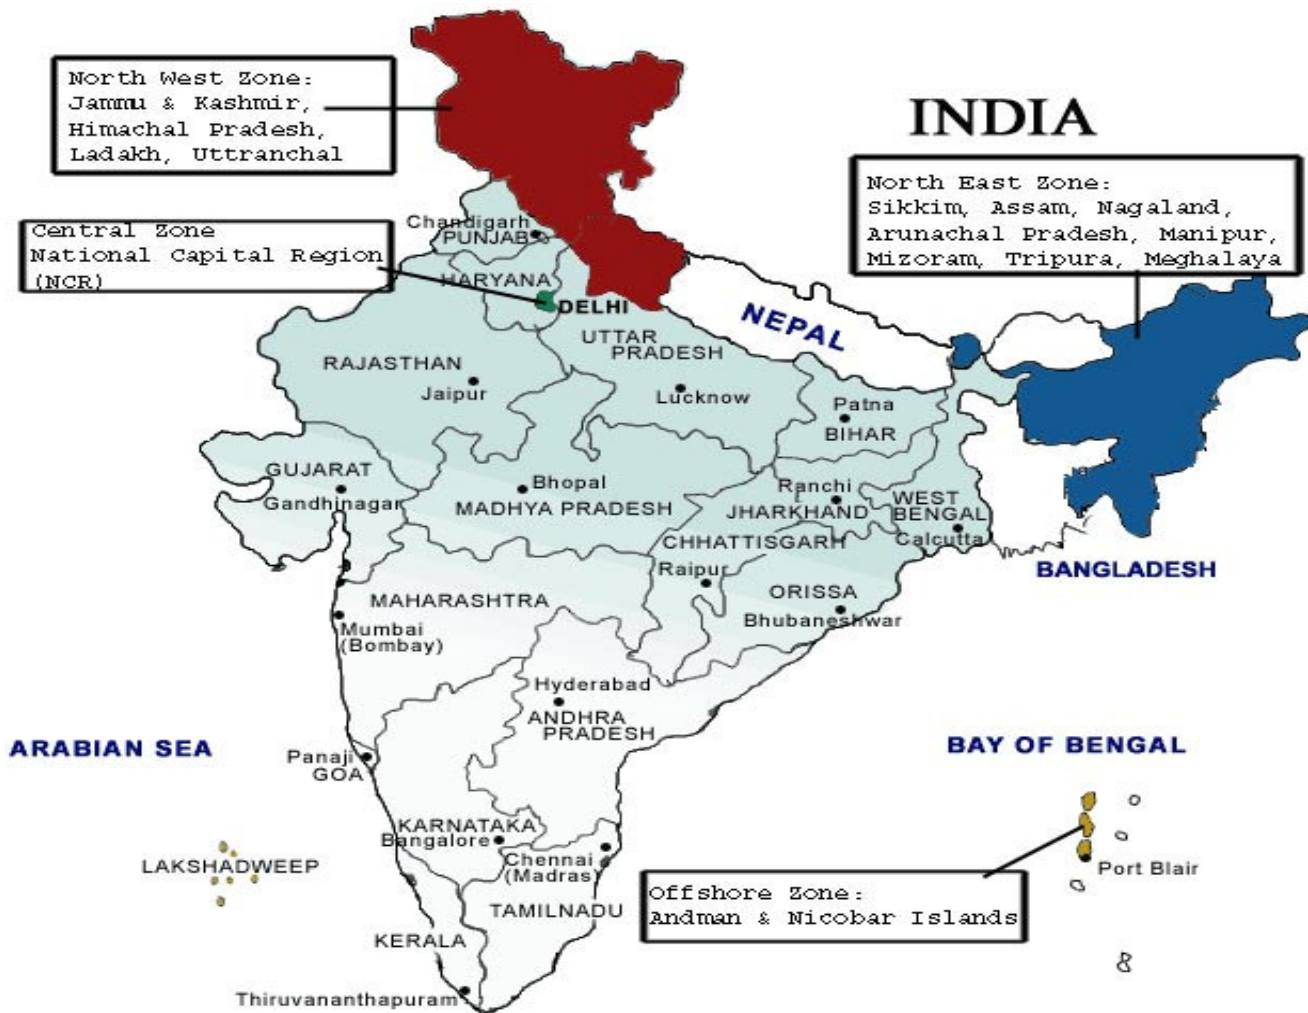 North West Zone:
Jammu & Kashmir,
Himachal Pradesh,
Ladakh, Uttranchal
INDIA
North East Zone:
Sikkim, Assam, Nagaland,
Arunachal Pradesh, Manipur,
Mizoram, Tripura, Meghalaya
Central Zone
National Capital Region
(NCR)
Chandigarh
PUNJAB
HARYANA
DELHI
NEPAL
UTTAR
PRADESH
RAJASTHAN
Jaipur
Lucknow
Patna
BIHAR
GUJARAT
Gandhinagar
Bhopal
MADHYA PRADESH
Ranchi
JHARKHAND
WEST
BENGAL
Calcutta
CHHATTISGARH
Raipur
BANGLADESH
ORISSA
Bhubaneshwar
MAHARASHTRA
Mumbai
(Bombay)
Hyderabad
ANDHRA
PRADESH
ARABIAN SEA
BAY OF BENGAL
Panaji
GOA
KARNATAKA
Bangalore
Chennai
(Madras)
LAKSHADWEEP
Port Blair
Offshore Zone:
Andman & Nicobar Islands
TAMILNADU
KERALA
Thiruvananthapuram